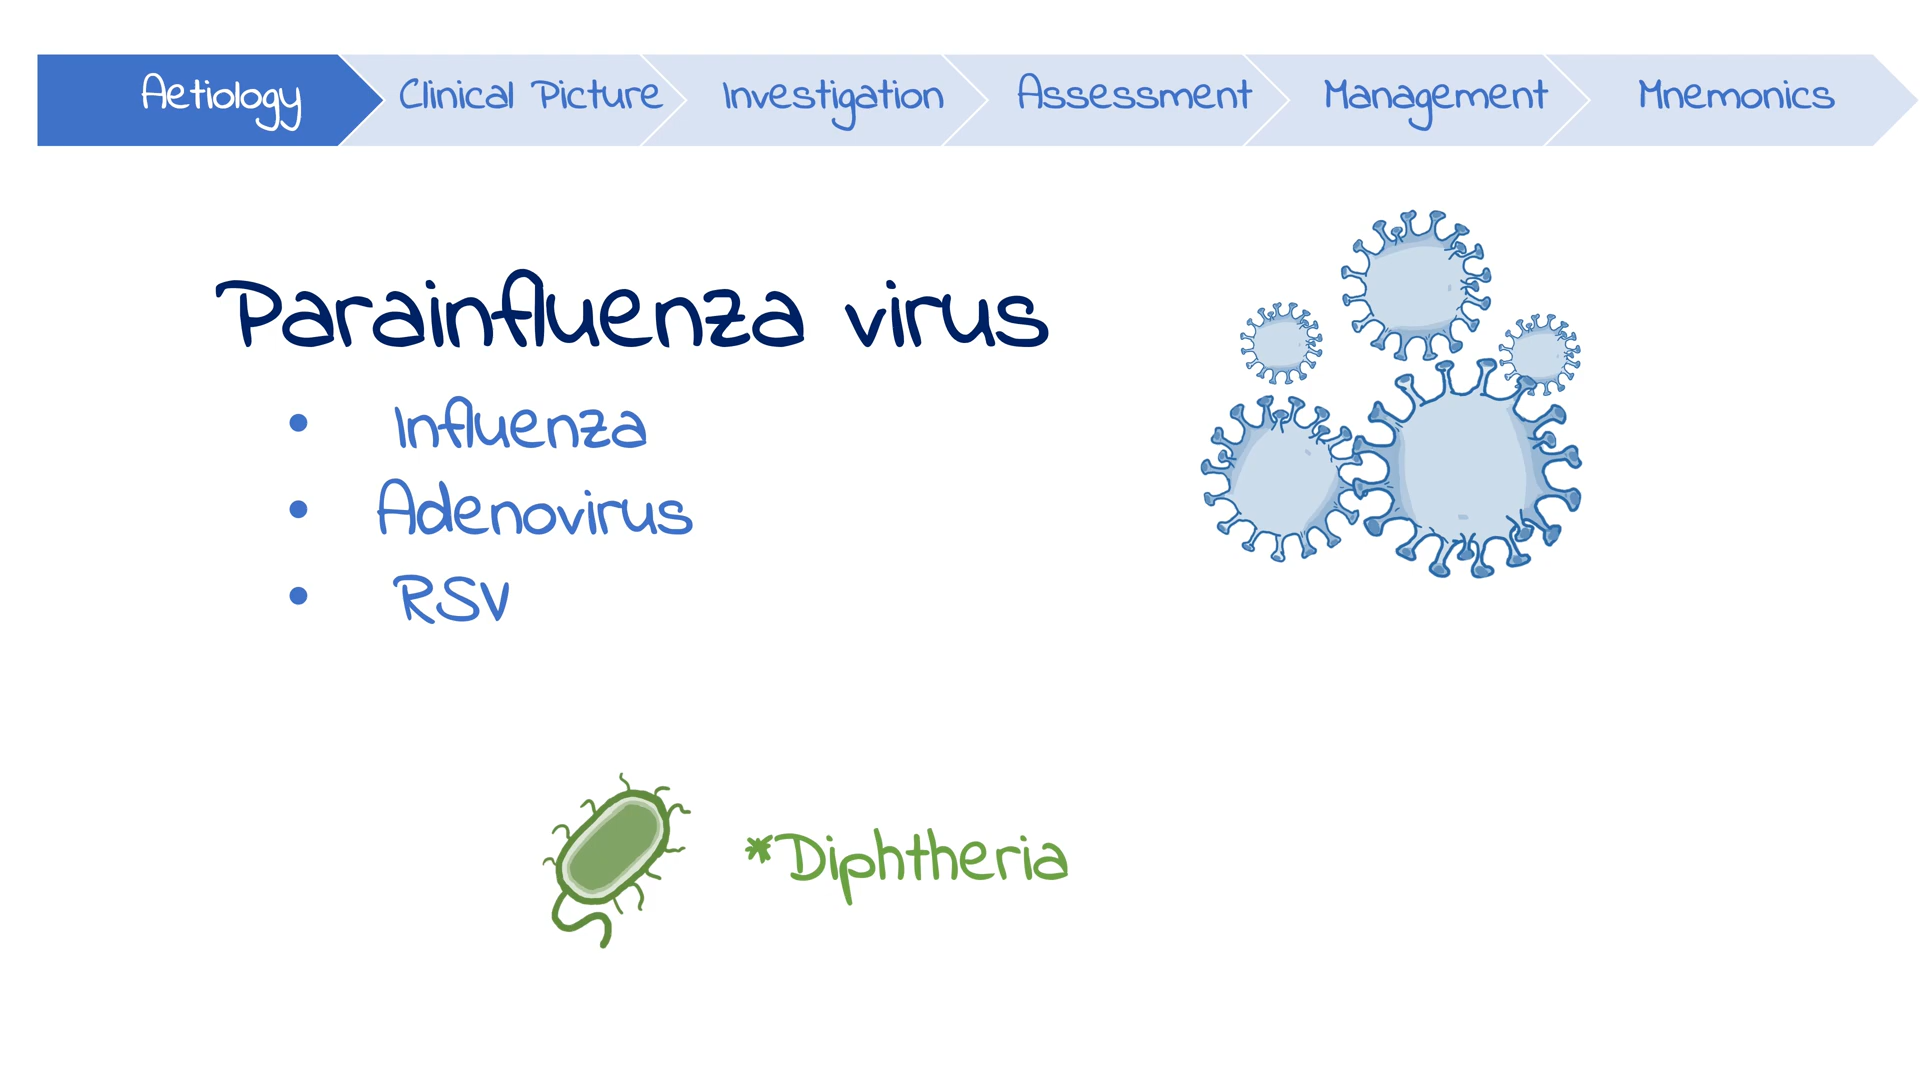 Aetiology
Clinical Picture
Investigation
Assessment
Management
Mnemonics
Parainfluenza virus
• Influenza
• Adenovirus
• RSV
*Diphtheria